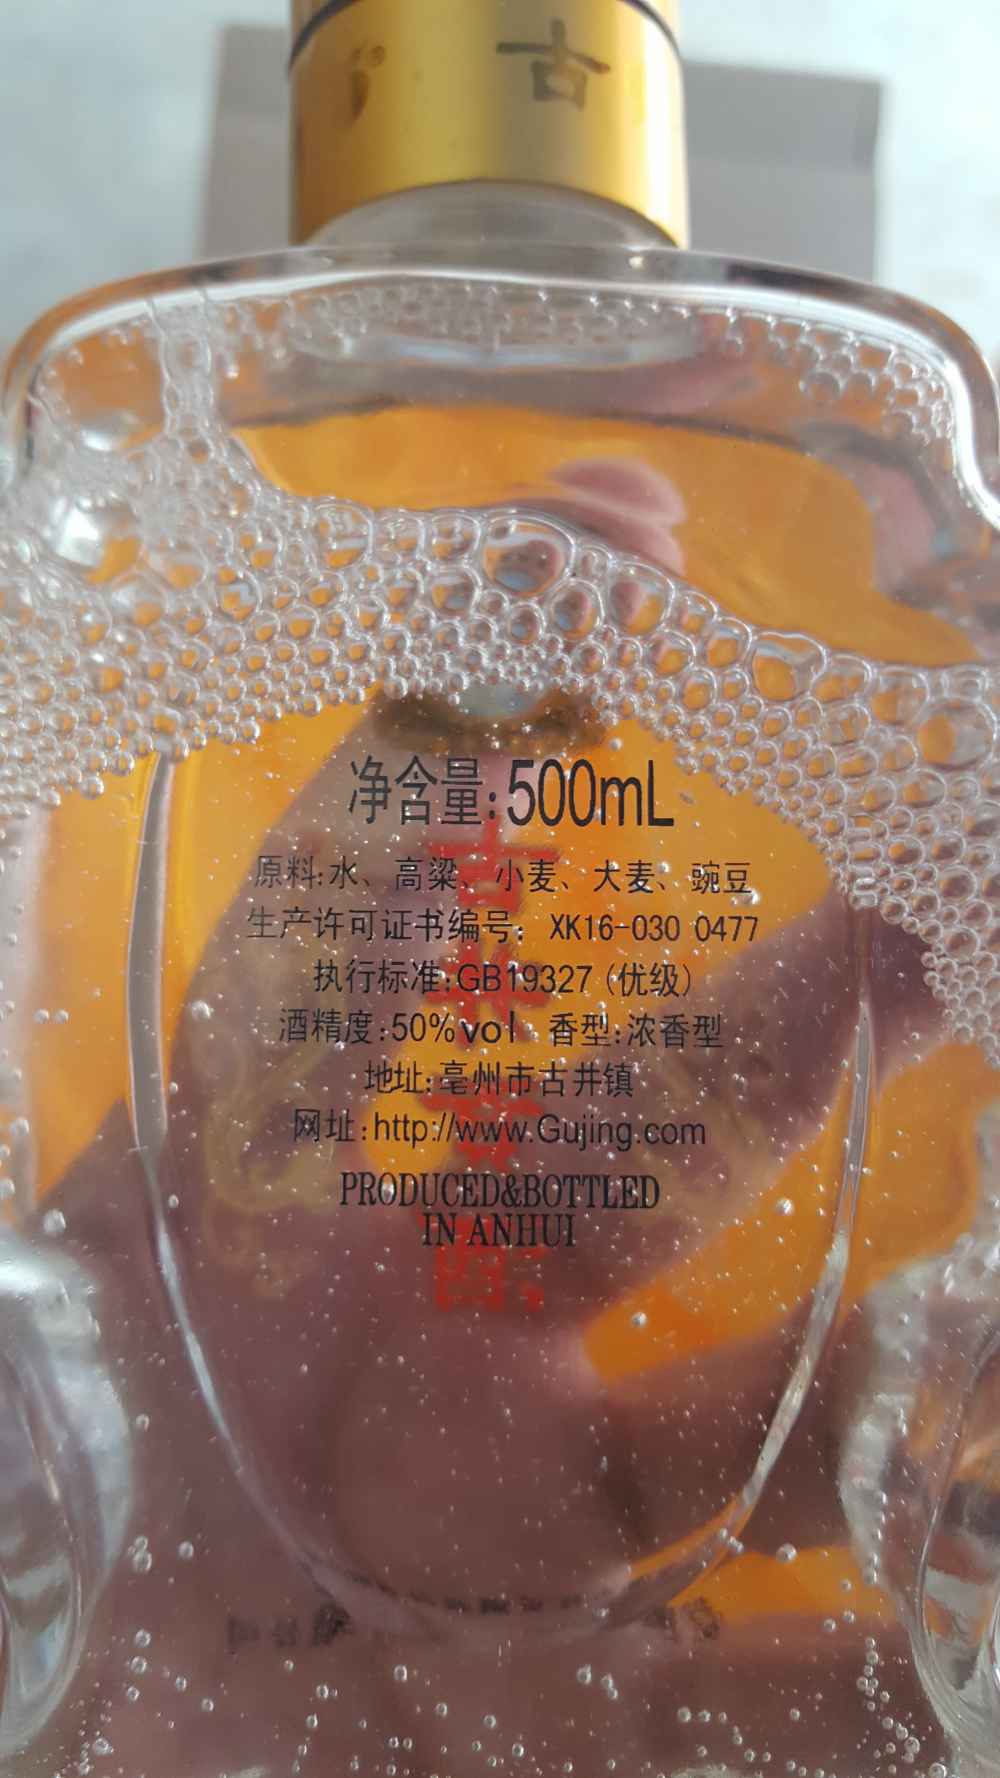 古
净含量:500mL
原料:水、高粱、小麦、大麦、豌豆
生产许可证书编号：XK16-030 0477
执行标准:GB19327 (优级)
酒精度:50%vol 香型:浓香型
地址:亳州市古井镇
网址:http://www.Gujing.com
PRODUCED&BOTTLED
IN ANHUI